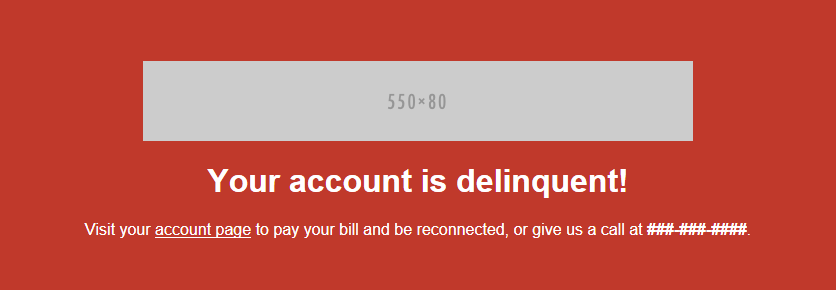 550×80
Your account is delinquent!
Visit your account page to pay your bill and be reconnected, or give us a call at ###-###-####.